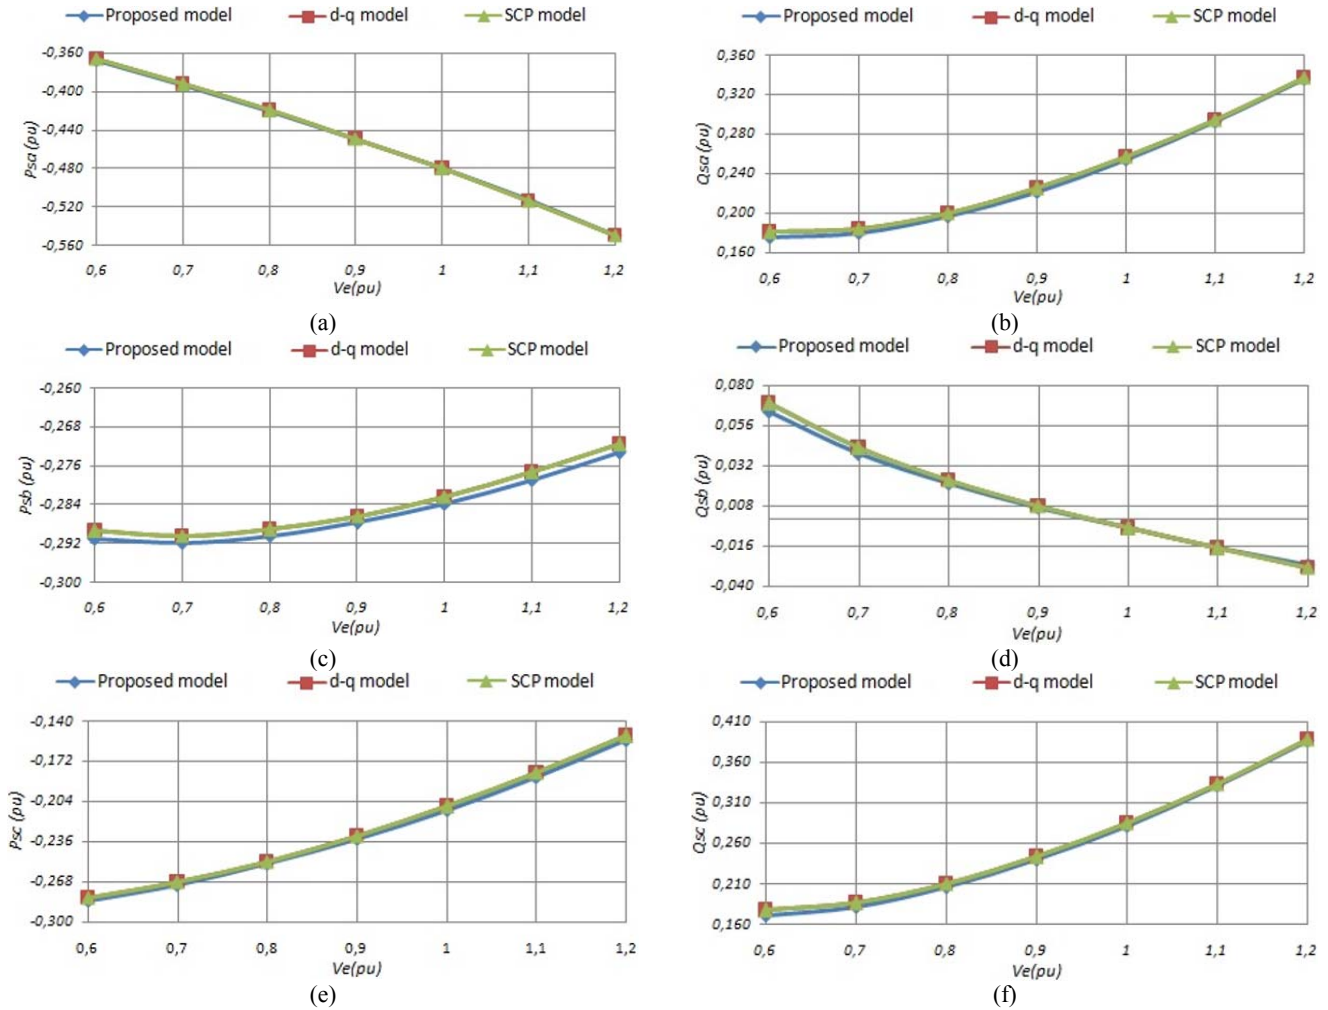 Proposed model d-q model SCP model
Psa (pu)
-0,360
-0,400
-0,440
-0,480
-0,520
-0,560
0,6 0,7 0,8 0,9 1 1,1 1,2
Ve(pu)
(a)
Proposed model d-q model SCP model
Qsa (pu)
0,360
0,320
0,280
0,240
0,200
0,160
0,6 0,7 0,8 0,9 1 1,1 1,2
Ve(pu)
(b)
Proposed model d-q model SCP model
Psb (pu)
-0,260
-0,268
-0,276
-0,284
-0,292
-0,300
0,6 0,7 0,8 0,9 1 1,1 1,2
Ve(pu)
(c)
Proposed model d-q model SCP model
Qsb (pu)
0,080
0,056
0,032
0,008
-0,016
-0,040
0,6 0,7 0,8 0,9 1 1,1 1,2
Ve(pu)
(d)
Proposed model d-q model SCP model
Psc (pu)
-0,140
-0,172
-0,204
-0,236
-0,268
-0,300
0,6 0,7 0,8 0,9 1 1,1 1,2
Ve(pu)
(e)
Proposed model d-q model SCP model
Qsc (pu)
0,410
0,360
0,310
0,260
0,210
0,160
0,6 0,7 0,8 0,9 1 1,1 1,2
Ve(pu)
(f)